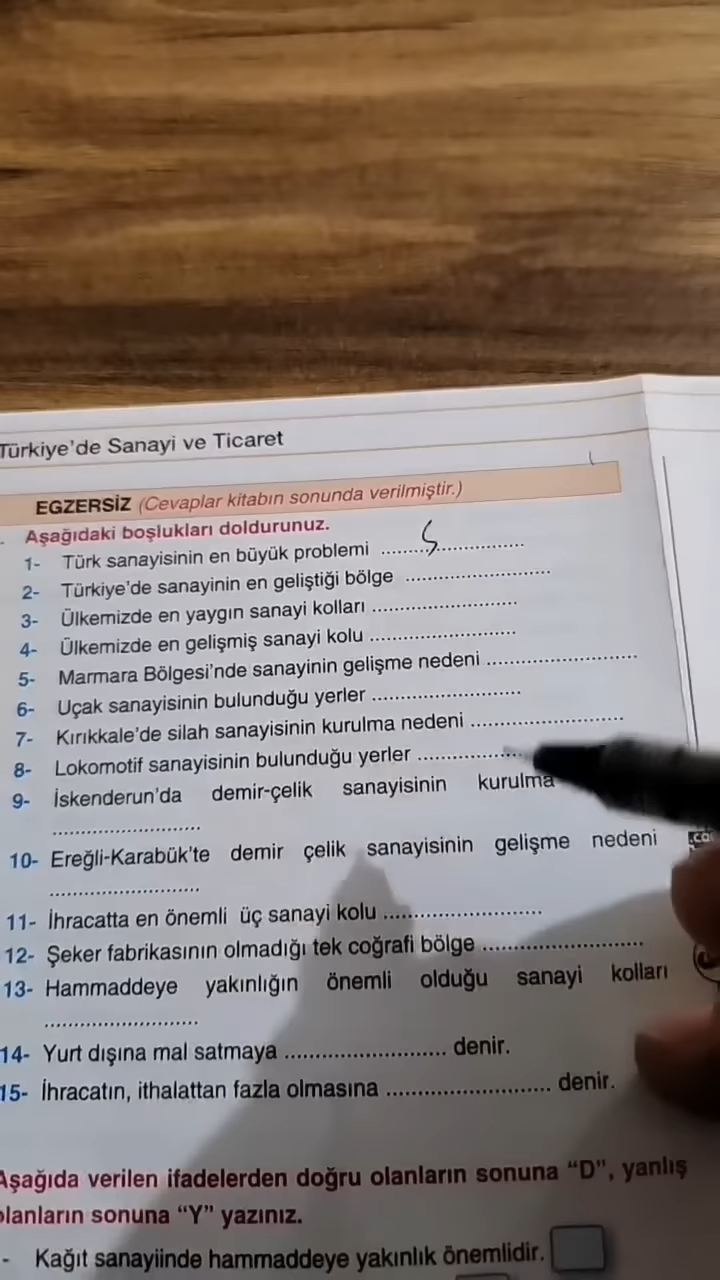 Türkiye'de Sanayi ve Ticaret
EGZERSİZ (Cevaplar kitabın sonunda verilmiştir.)
Aşağıdaki boşlukları doldurunuz.
1- Türk sanayisinin en büyük problemi ........S..................
2- Türkiye'de sanayinin en geliştiği bölge ..........................
3- Ülkemizde en yaygın sanayi kolları ..........................
4- Ülkemizde en gelişmiş sanayi kolu ..........................
5- Marmara Bölgesi'nde sanayinin gelişme nedeni ..........................
6- Uçak sanayisinin bulunduğu yerler ..........................
7- Kırıkkale'de silah sanayisinin kurulma nedeni ..........................
8- Lokomotif sanayisinin bulunduğu yerler ..................
9- İskenderun'da demir-çelik sanayisinin kurulma
..........................
10- Ereğli-Karabük'te demir çelik sanayisinin gelişme nedeni
..........................
11- İhracatta en önemli üç sanayi kolu ..........................
12- Şeker fabrikasının olmadığı tek coğrafi bölge ..........................
13- Hammaddeye yakınlığın önemli olduğu sanayi kolları
..........................
14- Yurt dışına mal satmaya .......................... denir.
15- İhracatın, ithalattan fazla olmasına .......................... denir.
Aşağıda verilen ifadelerden doğru olanların sonuna "D", yanlış
olanların sonuna "Y" yazınız.
- Kağıt sanayiinde hammaddeye yakınlık önemlidir.